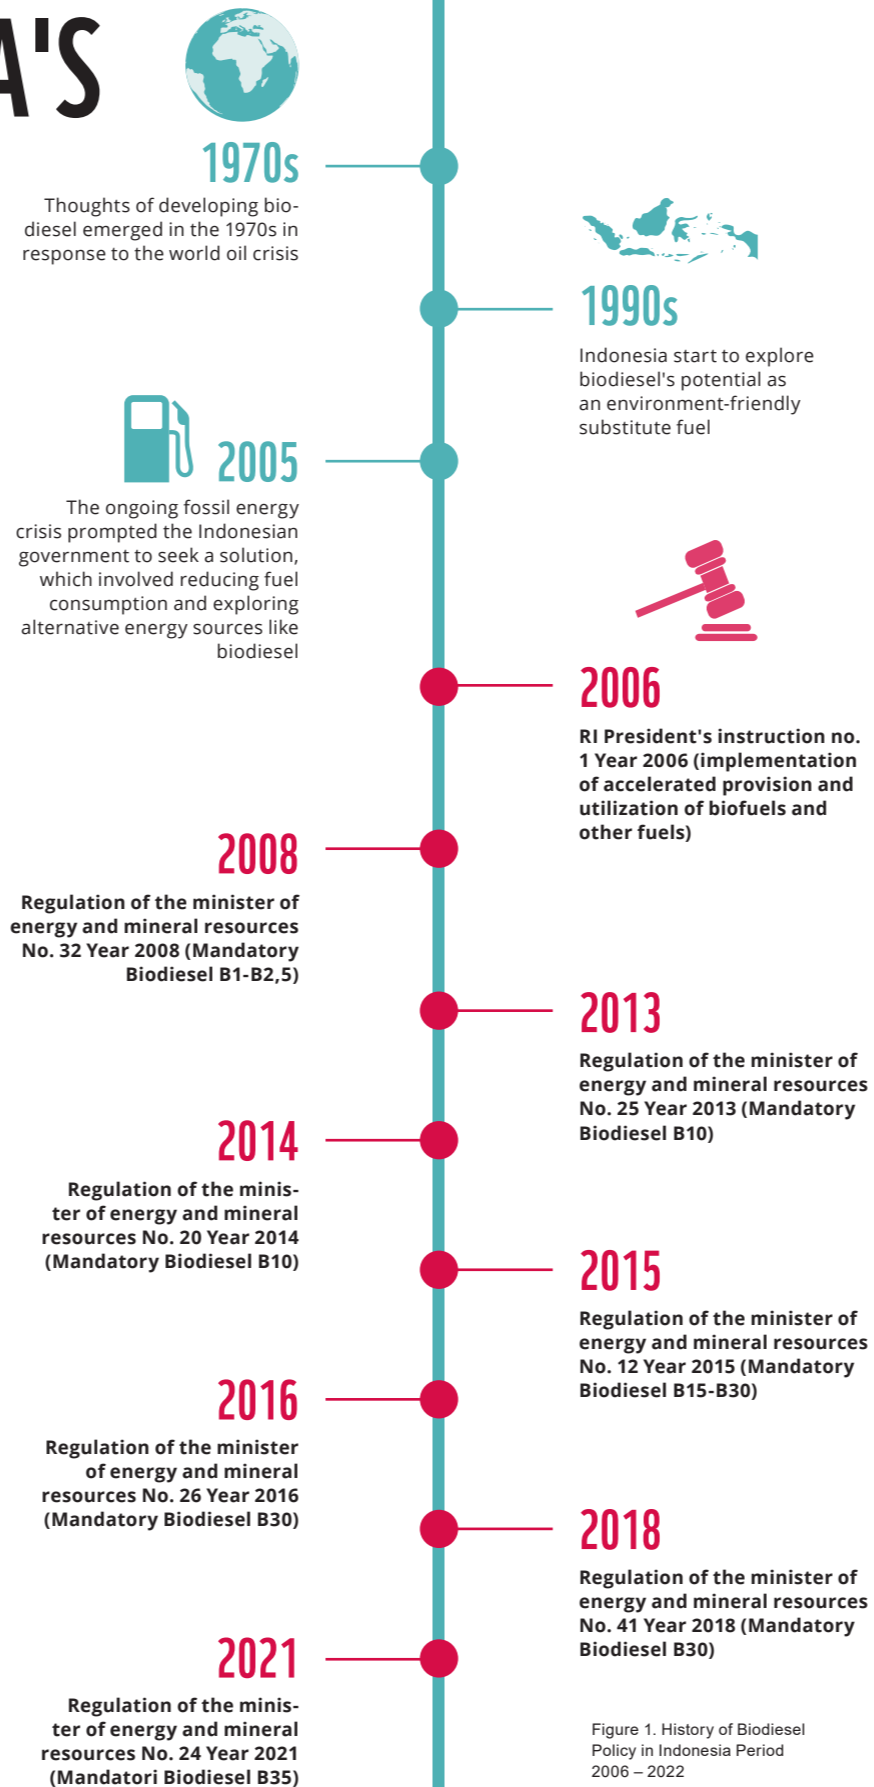 A'S
1970s
Thoughts of developing bio-
diesel emerged in the 1970s in
response to the world oil crisis
1990s
Indonesia start to explore
biodiesel's potential as
an environment-friendly
substitute fuel
2005
The ongoing fossil energy
crisis prompted the Indonesian
government to seek a solution,
which involved reducing fuel
consumption and exploring
alternative energy sources like
biodiesel
2006
RI President's instruction no.
1 Year 2006 (implementation
of accelerated provision and
utilization of biofuels and
other fuels)
2008
Regulation of the minister of
energy and mineral resources
No. 32 Year 2008 (Mandatory
Biodiesel B1-B2,5)
2013
Regulation of the minister of
energy and mineral resources
No. 25 Year 2013 (Mandatory
Biodiesel B10)
2014
Regulation of the minis-
ter of energy and mineral
resources No. 20 Year 2014
(Mandatory Biodiesel B10)
2015
Regulation of the minister of
energy and mineral resources
No. 12 Year 2015 (Mandatory
Biodiesel B15-B30)
2016
Regulation of the minister
of energy and mineral
resources No. 26 Year 2016
(Mandatory Biodiesel B30)
2018
Regulation of the minister of
energy and mineral resources
No. 41 Year 2018 (Mandatory
Biodiesel B30)
2021
Regulation of the minis-
ter of energy and mineral
resources No. 24 Year 2021
(Mandatori Biodiesel B35)
Figure 1. History of Biodiesel
Policy in Indonesia Period
2006 – 2022